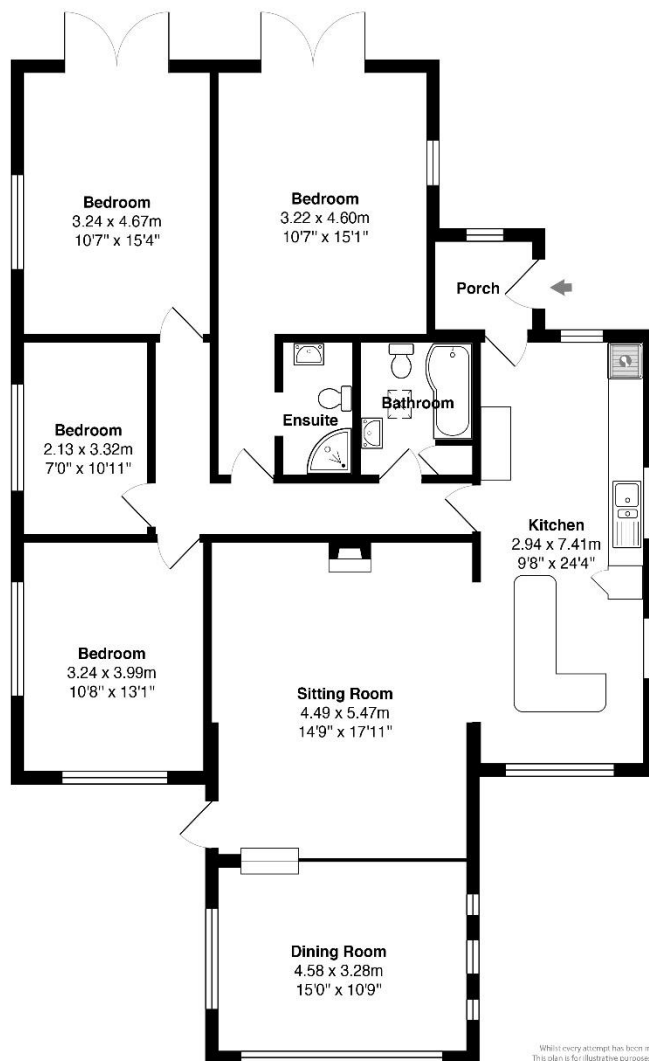 Bedroom
3.24 x 4.67m
10'7" x 15'4"
Bedroom
3.22 x 4.60m
10'7" x 15'1"
Porch
Bedroom
2.13 x 3.32m
7'0" x 10'11"
Ensuite
Bathroom
Kitchen
2.94 x 7.41m
9'8" x 24'4"
Bedroom
3.24 x 3.99m
10'8" x 13'1"
Sitting Room
4.49 x 5.47m
14'9" x 17'11"
Dining Room
4.58 x 3.28m
15'0" x 10'9"
Whilst every attempt has been
This plan is for illustrative purposes